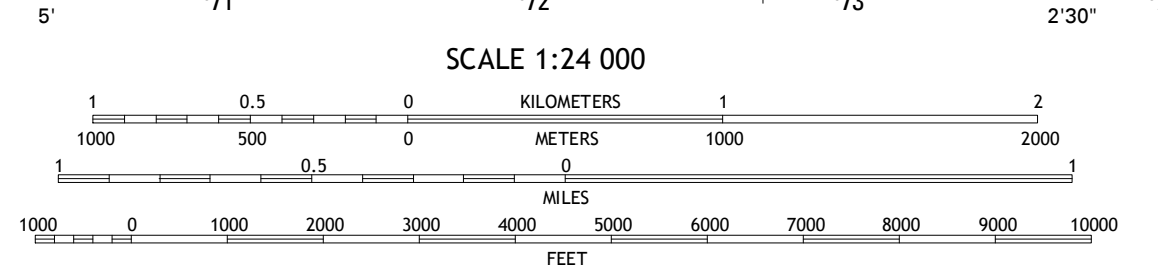 5' 71 72 73 2'30"
SCALE 1:24 000
1 0.5 0 KILOMETERS 1 2
1000 500 0 METERS 1000 2000
1 0.5 0 1
MILES
1000 0 1000 2000 3000 4000 5000 6000 7000 8000 9000 10000
FEET